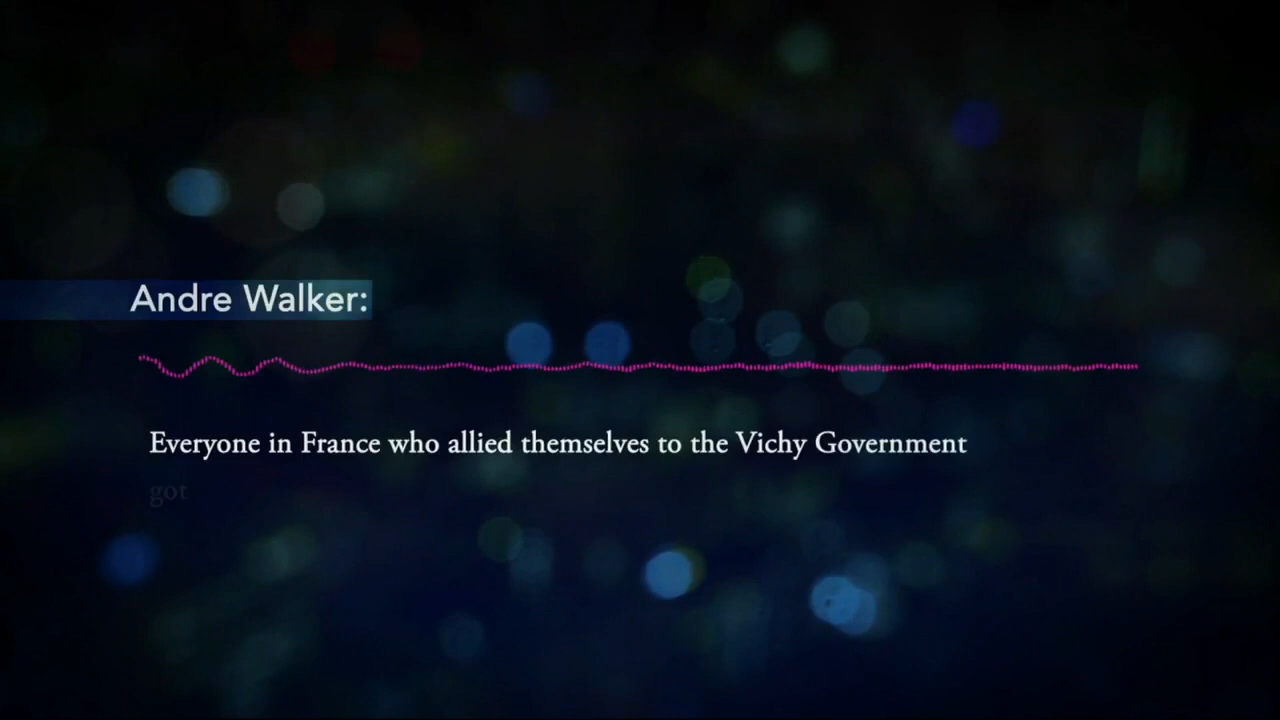 Andre Walker:
Everyone in France who allied themselves to the Vichy Government
got